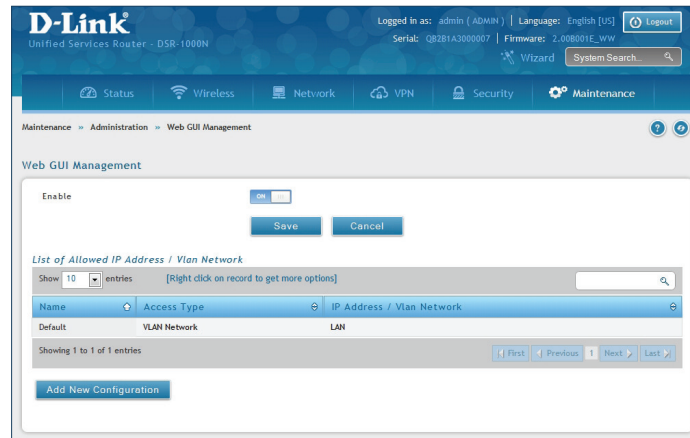 D-Link
Logged in as: admin ( ADMIN ) | Language: English [US]
Logout
Unified Services Router - DSR-1000N
Serial: QB2B1A3000007 | Firmware: 2.00B001E_WW
Wizard
System Search...
Status
Wireless
Network
VPN
Security
Maintenance
Maintenance » Administration » Web GUI Management
Web GUI Management
Enable
ON
Save
Cancel
List of Allowed IP Address / Vlan Network
Show 10 entries [Right click on record to get more options]
Name Access Type IP Address / Vlan Network
Default VLAN Network LAN
Showing 1 to 1 of 1 entries
First Previous 1 Next Last
Add New Configuration